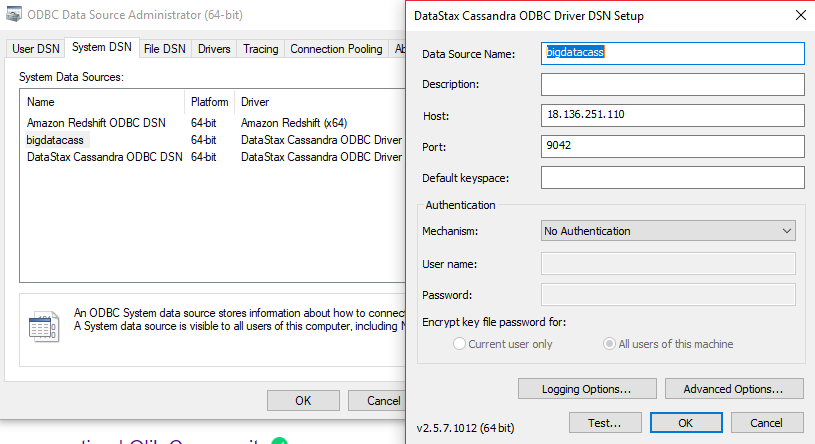 ODBC Data Source Administrator (64-bit)
User DSN System DSN File DSN Drivers Tracing Connection Pooling
System Data Sources:
Name Platform Driver
Amazon Redshift ODBC DSN 64-bit Amazon Redshift (x64)
bigdatacass 64-bit DataStax Cassandra ODBC Driver
DataStax Cassandra ODBC DSN 64-bit DataStax Cassandra ODBC Driver
An ODBC System data source stores information about how to connect
A System data source is visible to all users of this computer, including
OK Cancel
DataStax Cassandra ODBC Driver DSN Setup
Data Source Name: bigdatacass
Description:
Host: 18.136.251.110
Port: 9042
Default keyspace:
Authentication
Mechanism: No Authentication
User name:
Password:
Encrypt key file password for:
Current user only All users of this machine
Logging Options... Advanced Options...
v2.5.7.1012 (64 bit) Test... OK Cancel